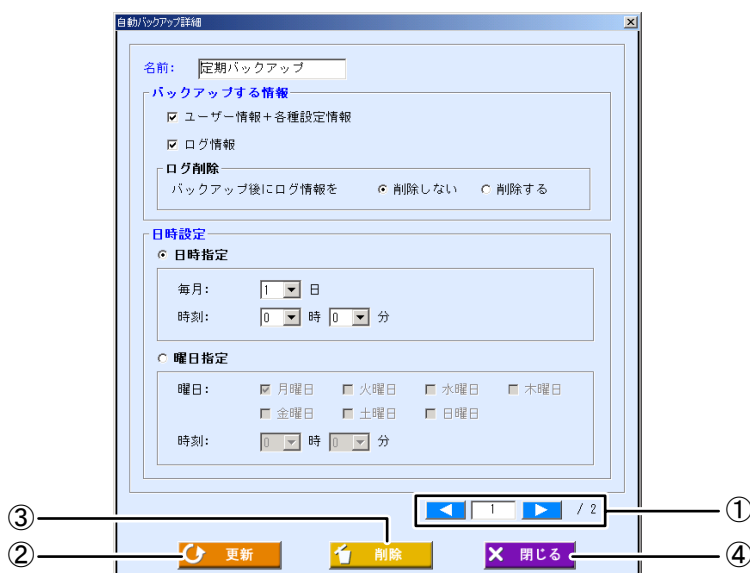 自動バックアップ詳細
名前: 定期バックアップ
バックアップする情報
ユーザー情報+各種設定情報
ログ情報
ログ削除
バックアップ後にログ情報を 削除しない 削除する
日時設定
日時指定
毎月: 1 日
時刻: 0 時 0 分
曜日指定
曜日: 月曜日 火曜日 水曜日 木曜日
金曜日 土曜日 日曜日
時刻: 0 時 0 分
1 / 2 ①
③
② 更新 削除 閉じる ④